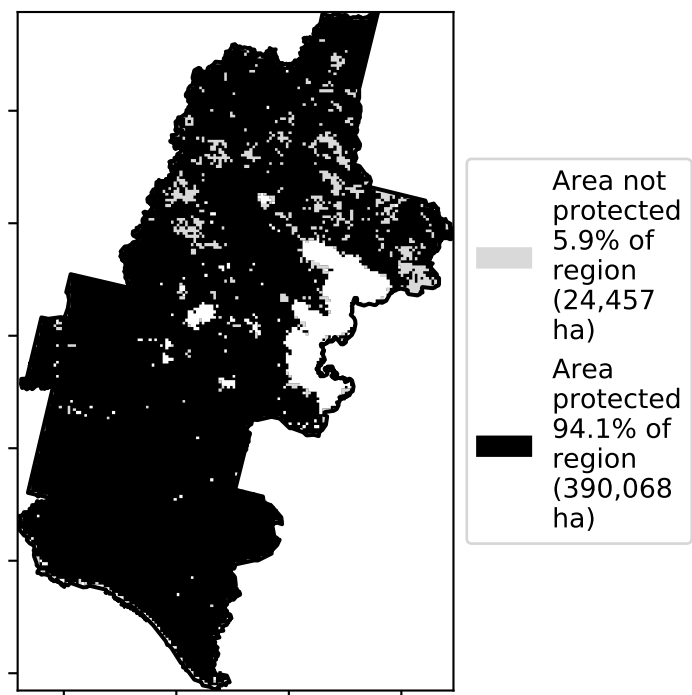 Area not
protected
5.9% of
region
(24,457
ha)
Area
protected
94.1% of
region
(390,068
ha)